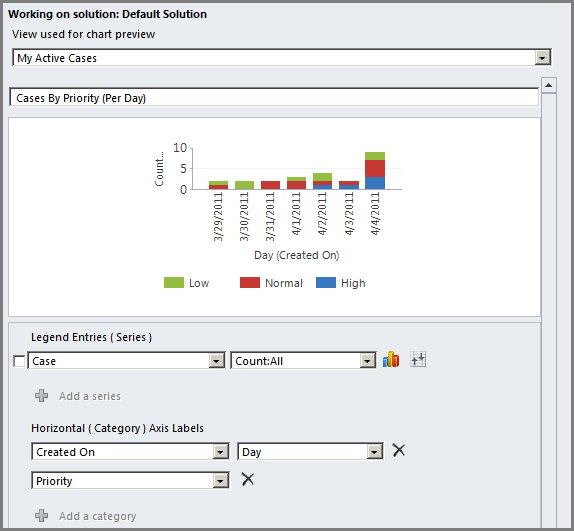 Working on solution: Default Solution
View used for chart preview
My Active Cases
Cases By Priority (Per Day)
10
5
0
Count...
3/29/2011
3/30/2011
3/31/2011
4/1/2011
4/2/2011
4/3/2011
4/4/2011
Day (Created On)
Low Normal High
Legend Entries ( Series )
Case Count:All
Add a series
Horizontal ( Category ) Axis Labels
Created On Day
Priority
Add a category